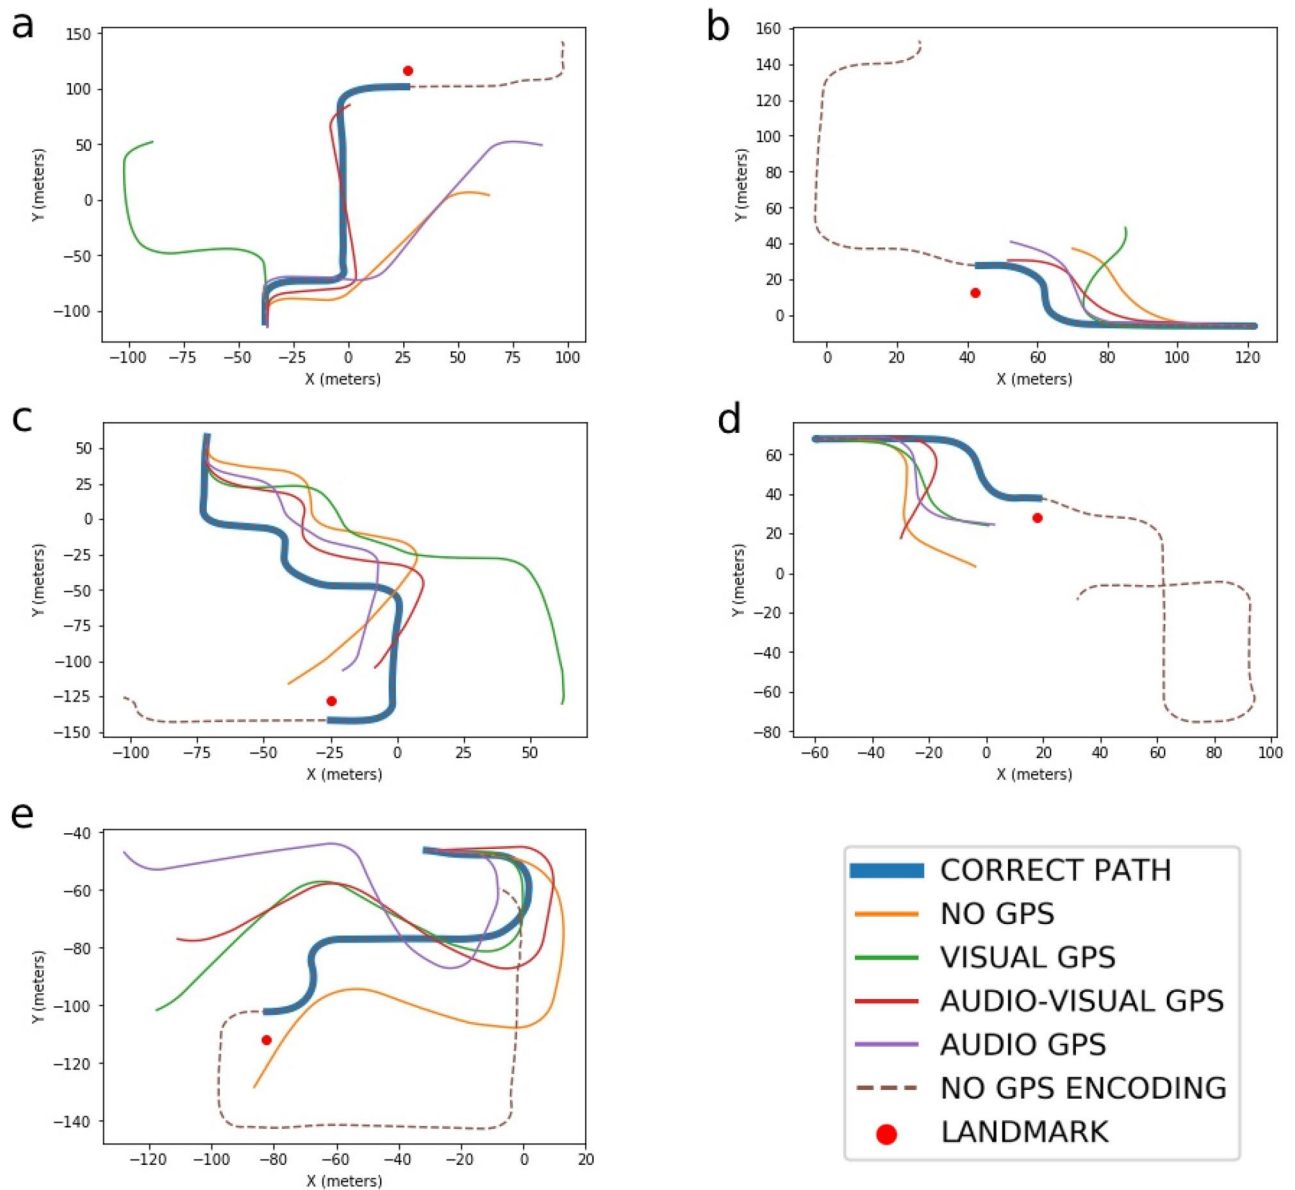 a
150
100
50
0
−50
−100
Y (meters)
−100 −75 −50 −25 0 25 50 75 100
X (meters)
b
160
140
120
100
80
60
40
20
0
Y (meters)
0 20 40 60 80 100 120
X (meters)
c
50
25
0
−25
−50
−75
−100
−125
−150
Y (meters)
−100 −75 −50 −25 0 25 50
X (meters)
d
60
40
20
0
−20
−40
−60
−80
Y (meters)
−60 −40 −20 0 20 40 60 80 100
X (meters)
e
−40
−60
−80
−100
−120
−140
Y (meters)
−120 −100 −80 −60 −40 −20 0 20
X (meters)
CORRECT PATH
NO GPS
VISUAL GPS
AUDIO-VISUAL GPS
AUDIO GPS
NO GPS ENCODING
LANDMARK